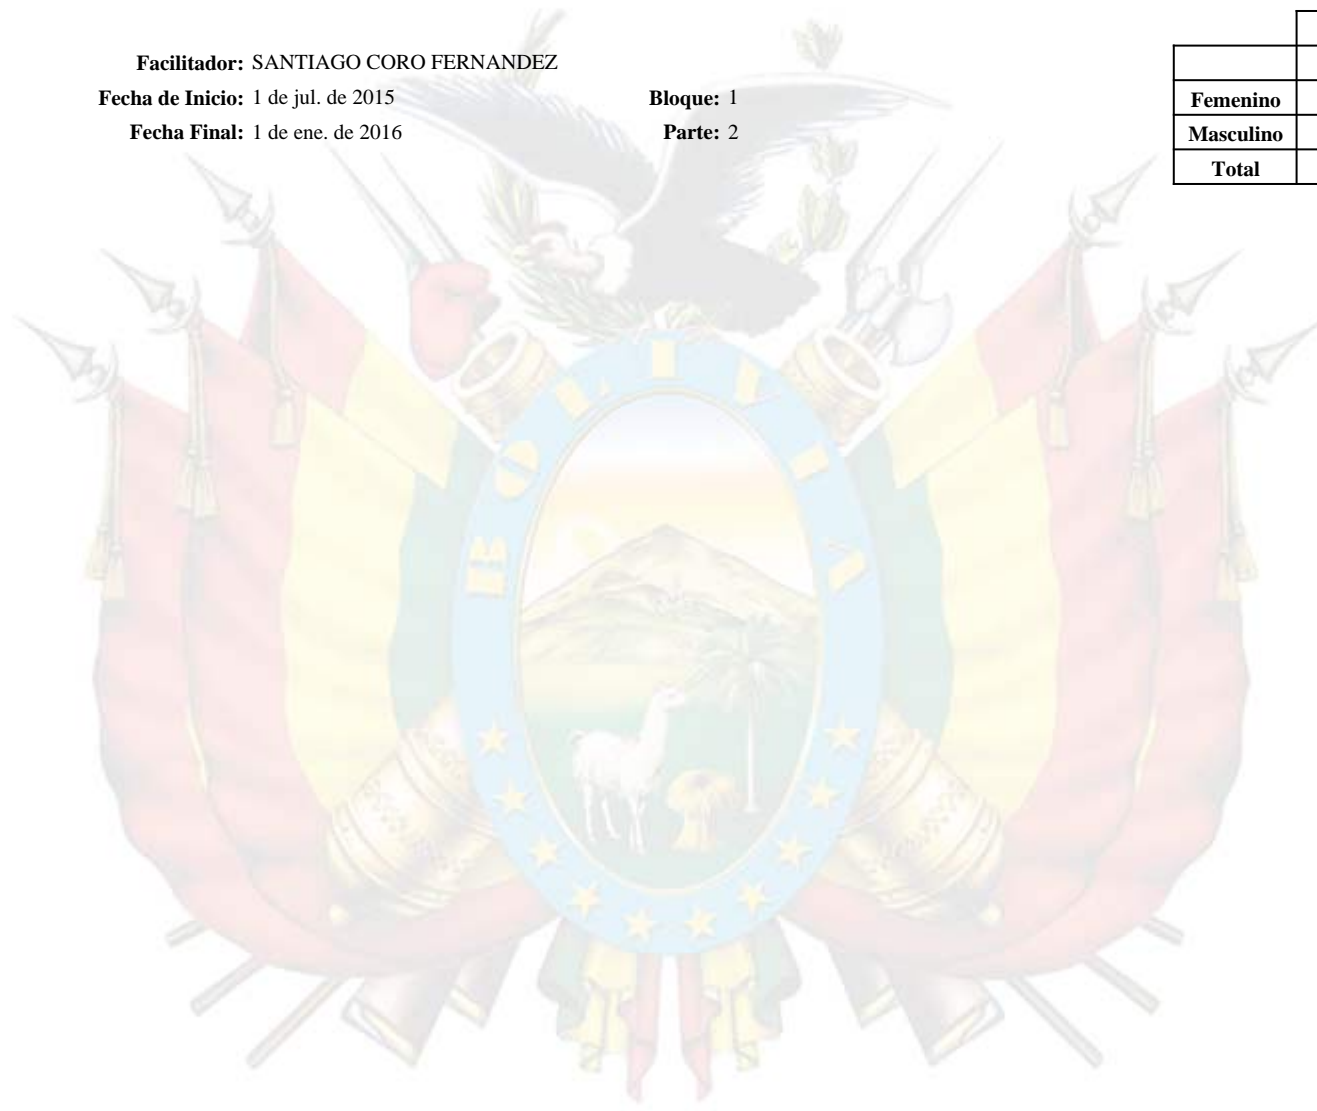 Facilitador: SANTIAGO CORO FERNANDEZ
Fecha de Inicio: 1 de jul. de 2015 Bloque: 1
Fecha Final: 1 de ene. de 2016 Parte: 2
Femenino
Masculino
Total
BOLIVIA